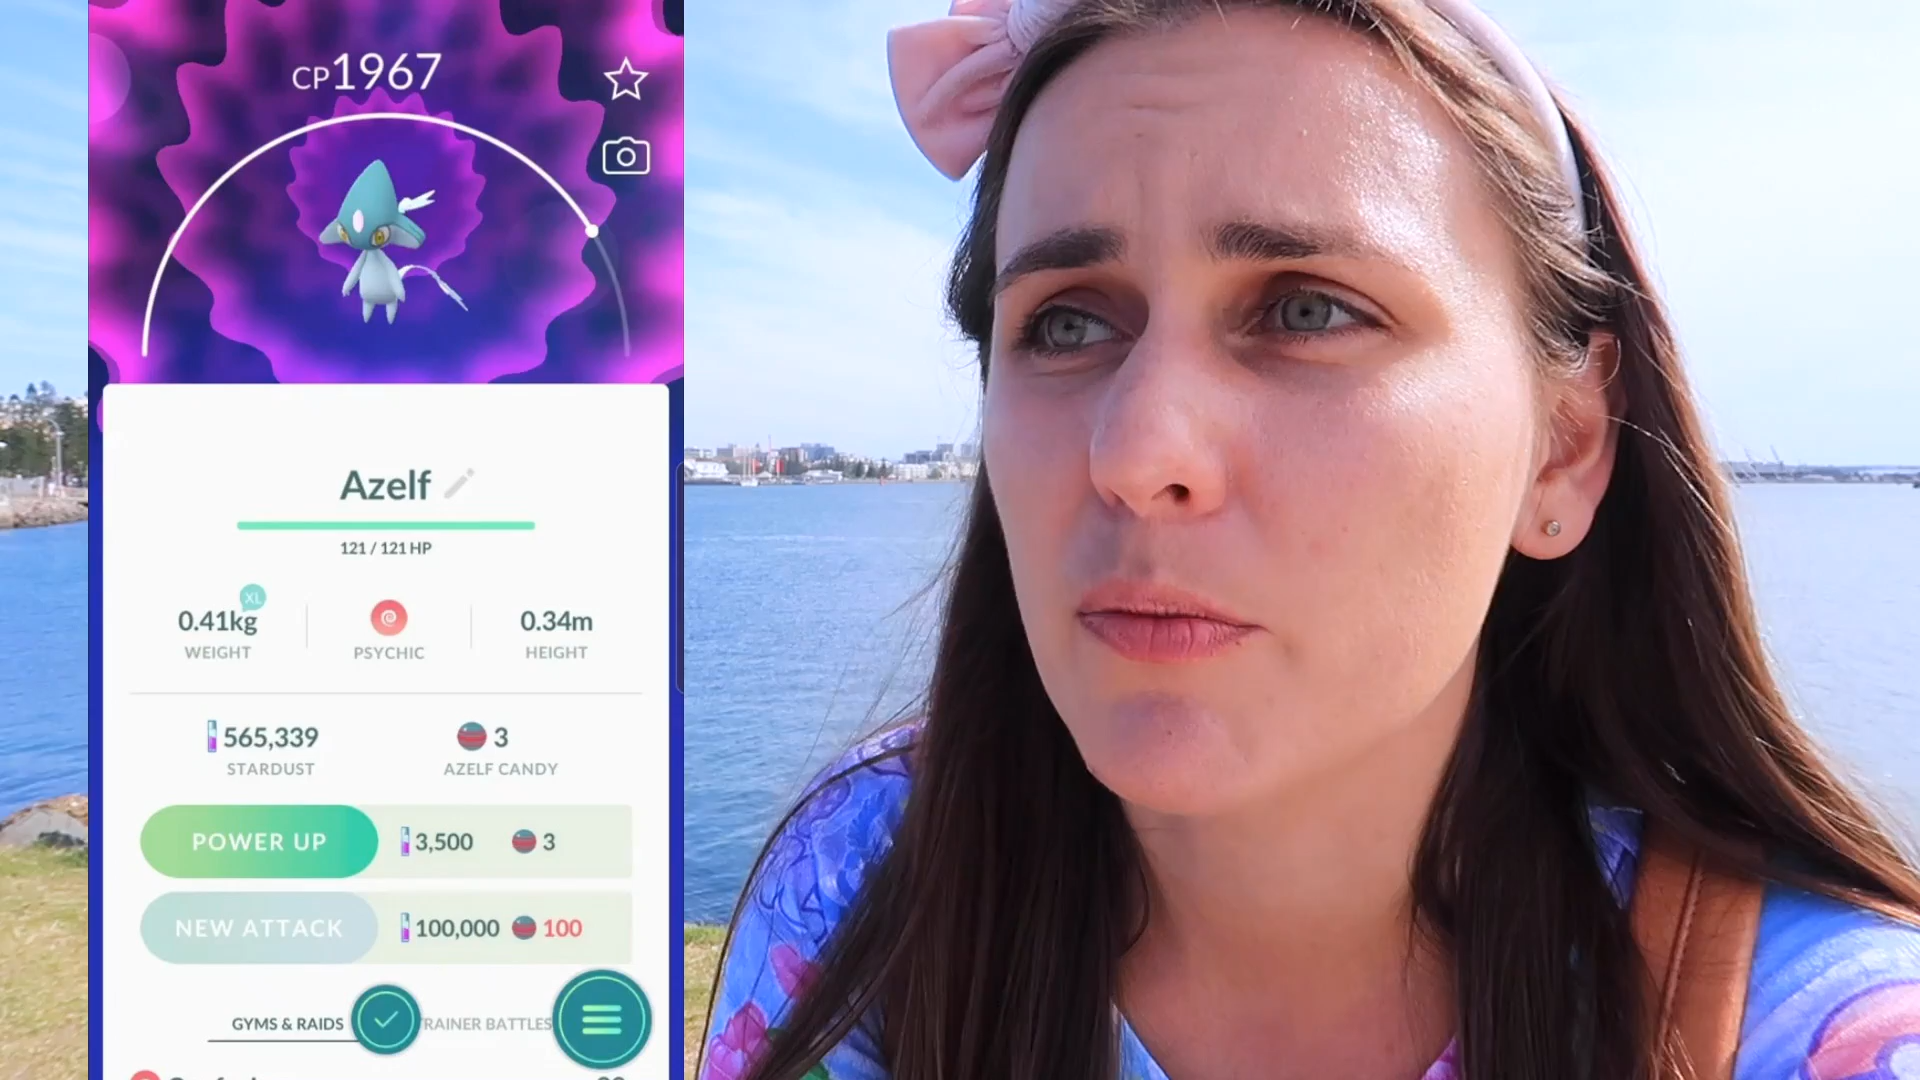 CP1967
Azelf
121 / 121 HP
XL
0.41kg
WEIGHT
PSYCHIC
0.34m
HEIGHT
565,339
STARDUST
3
AZELF CANDY
POWER UP 3,500 3
NEW ATTACK 100,000 100
GYMS & RAIDS TRAINER BATTLES